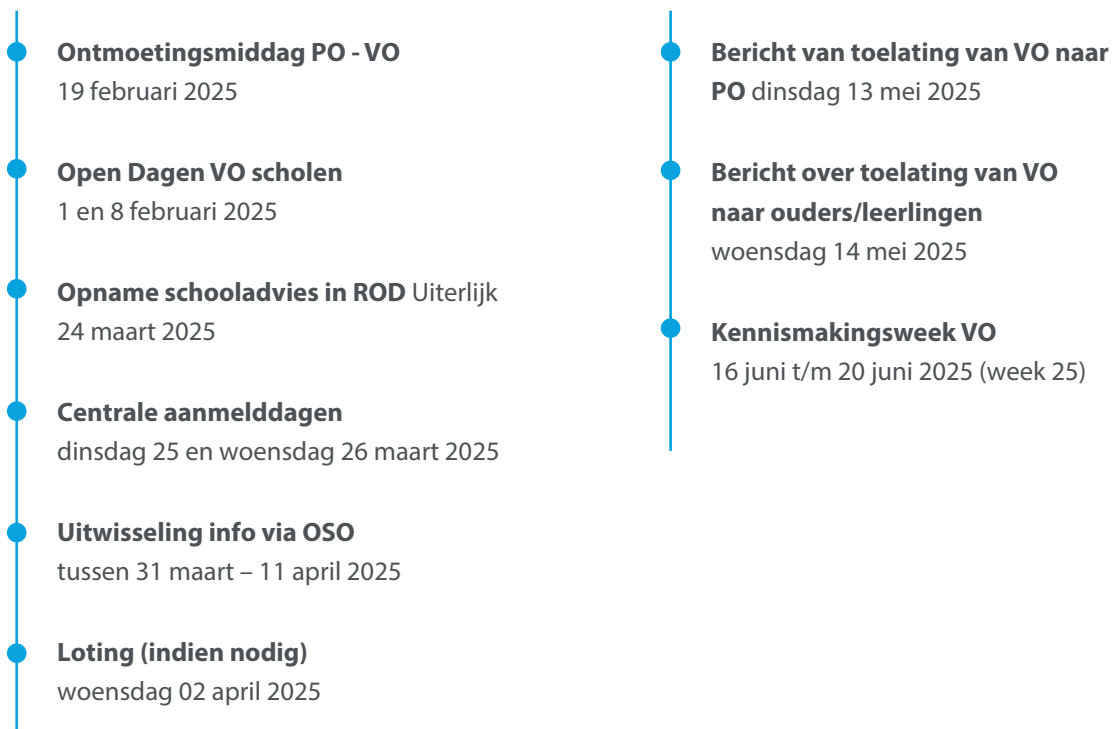 Ontmoetingsmiddag PO - VO
19 februari 2025
Open Dagen VO scholen
1 en 8 februari 2025
Opname schooladvies in ROD Uiterlijk
24 maart 2025
Centrale aanmelddagen
dinsdag 25 en woensdag 26 maart 2025
Uitwisseling info via OSO
tussen 31 maart – 11 april 2025
Loting (indien nodig)
woensdag 02 april 2025
Bericht van toelating van VO naar
PO dinsdag 13 mei 2025
Bericht over toelating van VO
naar ouders/leerlingen
woensdag 14 mei 2025
Kennismakingsweek VO
16 juni t/m 20 juni 2025 (week 25)